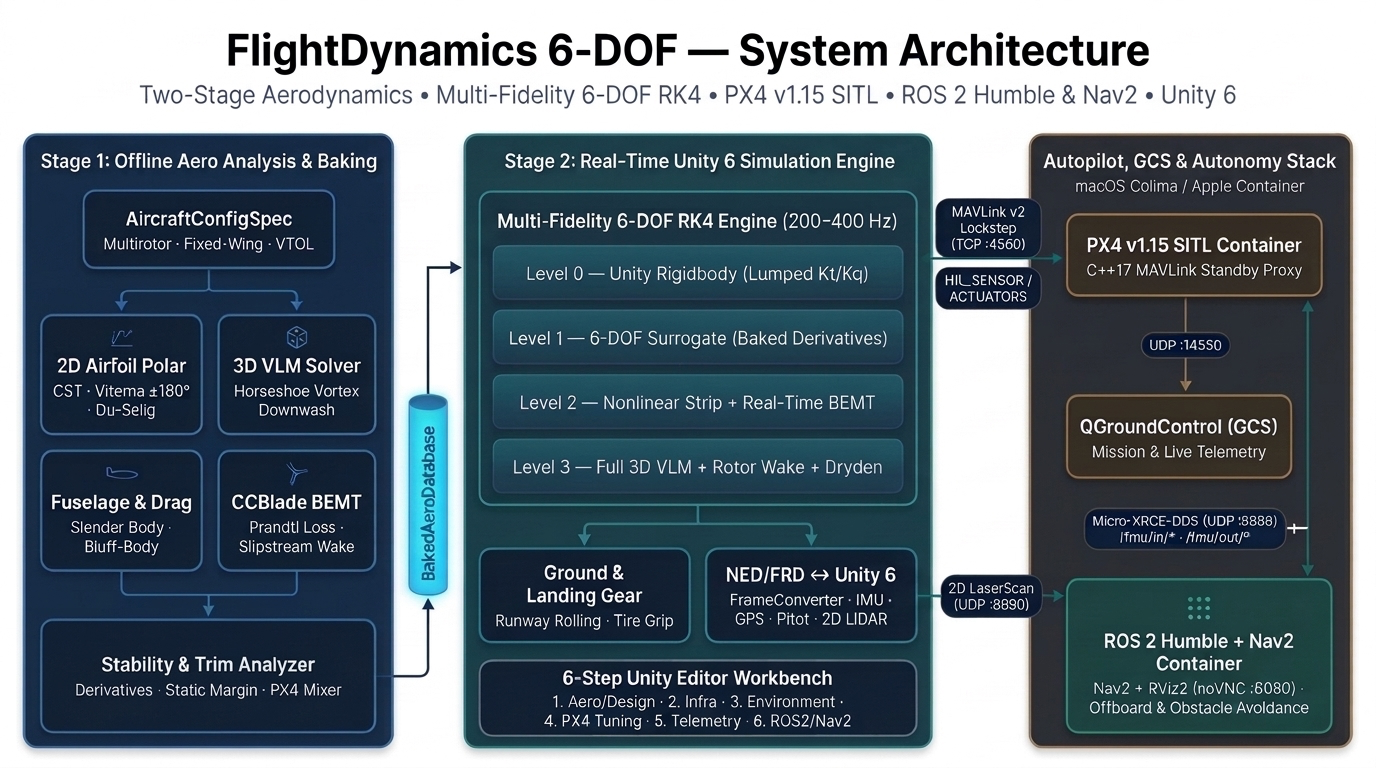 FlightDynamics 6-DOF — System Architecture
Two-Stage Aerodynamics • Multi-Fidelity 6-DOF RK4 • PX4 v1.15 SITL • ROS 2 Humble & Nav2 • Unity 6
Stage 1: Offline Aero Analysis & Baking
AircraftConfigSpec
Multirotor · Fixed-Wing · VTOL
2D Airfoil Polar
CST · Vitema ±180°
· Du-Selig
3D VLM Solver
Horseshoe Vortex
Downwash
Fuselage & Drag
Slender Body ·
Bluff-Body
CCBlade BEMT
Prandtl Loss ·
Slipstream Wake
Stability & Trim Analyzer
Derivatives · Static Margin · PX4 Mixer
BakedAeroDatabase
Stage 2: Real-Time Unity 6 Simulation Engine
Multi-Fidelity 6-DOF RK4 Engine (200–400 Hz)
Level 0 — Unity Rigidbody (Lumped Kt/Kq)
Level 1 — 6-DOF Surrogate (Baked Derivatives)
Level 2 — Nonlinear Strip + Real-Time BEMT
Level 3 — Full 3D VLM + Rotor Wake + Dryden
Ground &
Landing Gear
Runway Rolling · Tire Grip
NED/FRD ↔ Unity 6
FrameConverter · IMU ·
GPS · Pitot · 2D LIDAR
6-Step Unity Editor Workbench
1. Aero/Design · 2. Infra · 3. Environment ·
4. PX4 Tuning · 5. Telemetry · 6. ROS2/Nav2
MAVLink v2
Lockstep
(TCP :4560)
HIL_SENSOR /
ACTUATORS
2D LaserScan
(UDP :8890)
Autopilot, GCS & Autonomy Stack
macOS Colima / Apple Container
PX4 v1.15 SITL Container
C++17 MAVLink Standby Proxy
UDP :14550
QGroundControl (GCS)
Mission & Live Telemetry
Micro-XRCE-DDS (UDP :8888)
ROS 2 Humble + Nav2
Container
Nav2 + RViz2 (noVNC :6080) ·
Offboard & Obstacle Avoldance